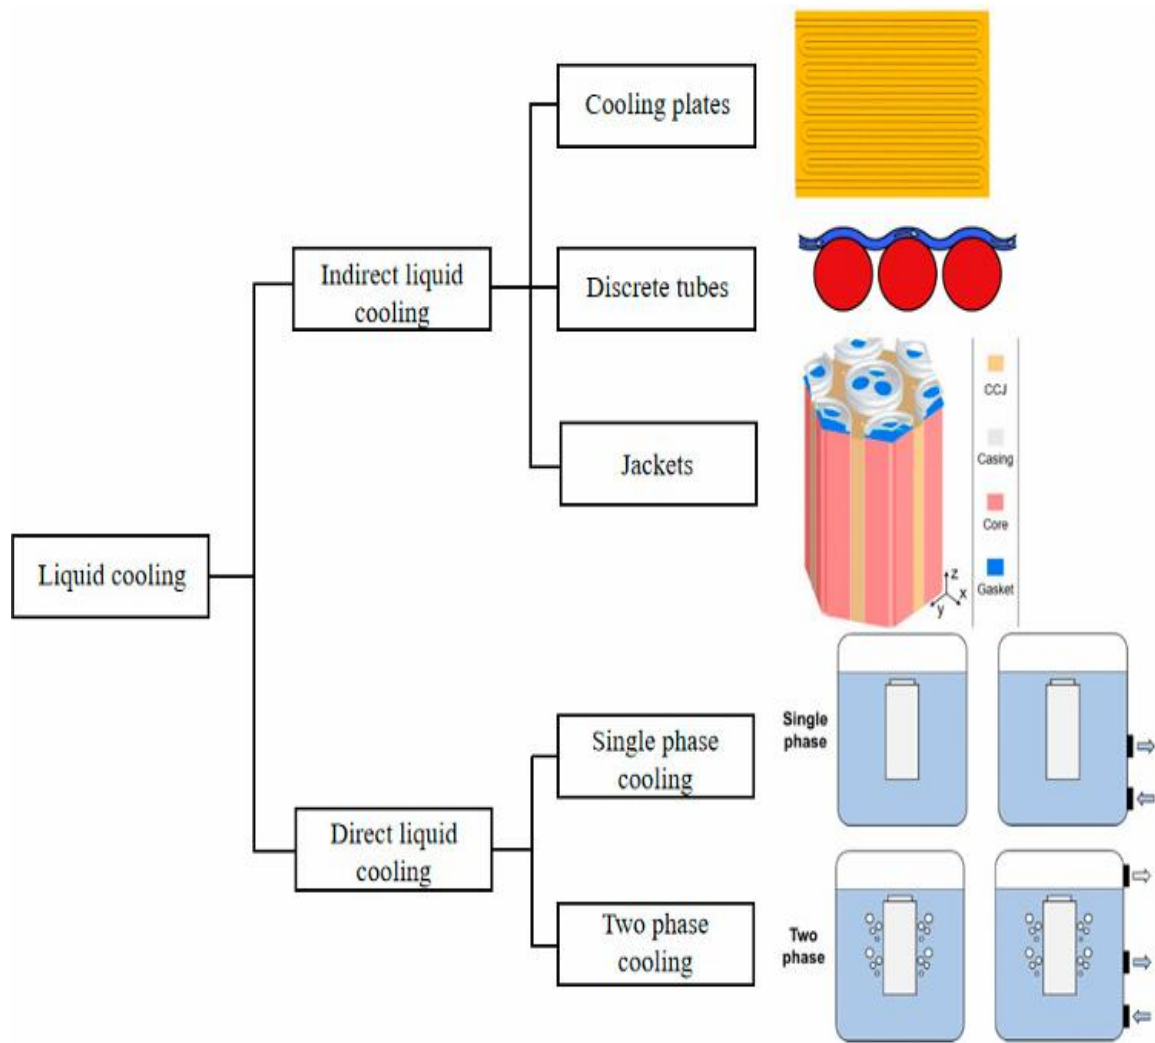 Cooling plates
Indirect liquid
cooling
Discrete tubes
Jackets
CCJ
Casing
Core
Gasket
z
x
y
Liquid cooling
Single phase
cooling
Single
phase
Direct liquid
cooling
Two phase
cooling
Two
phase